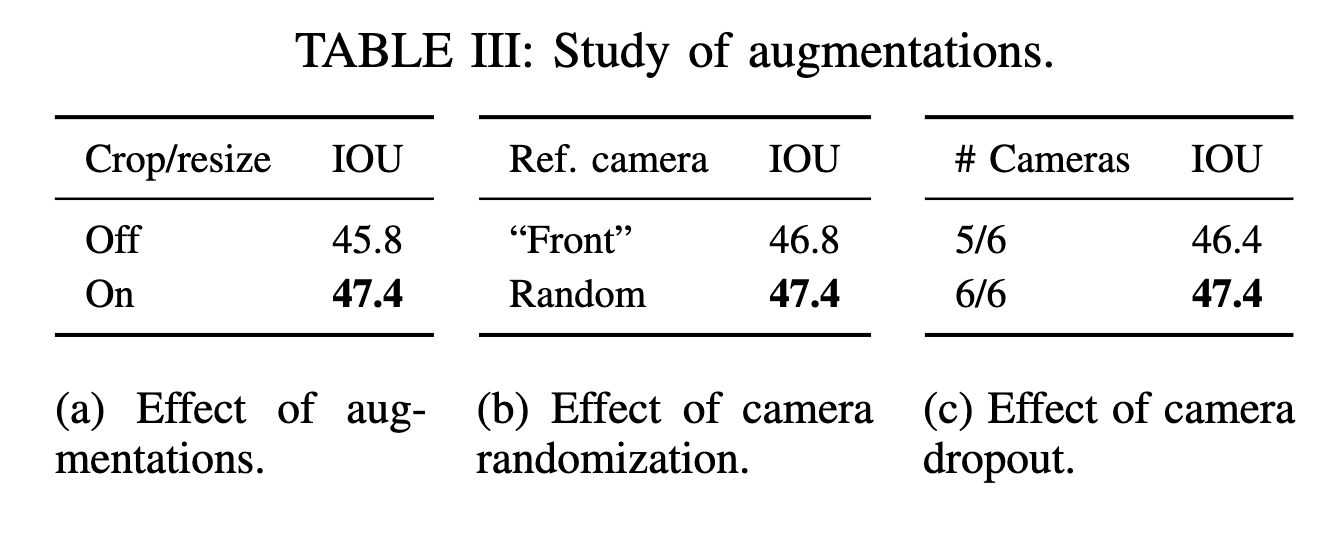 TABLE III: Study of augmentations.
Crop/resize IOU
Off 45.8
On 47.4
(a) Effect of aug-
mentations.
Ref. camera IOU
“Front” 46.8
Random 47.4
(b) Effect of camera
randomization.
# Cameras IOU
5/6 46.4
6/6 47.4
(c) Effect of camera
dropout.